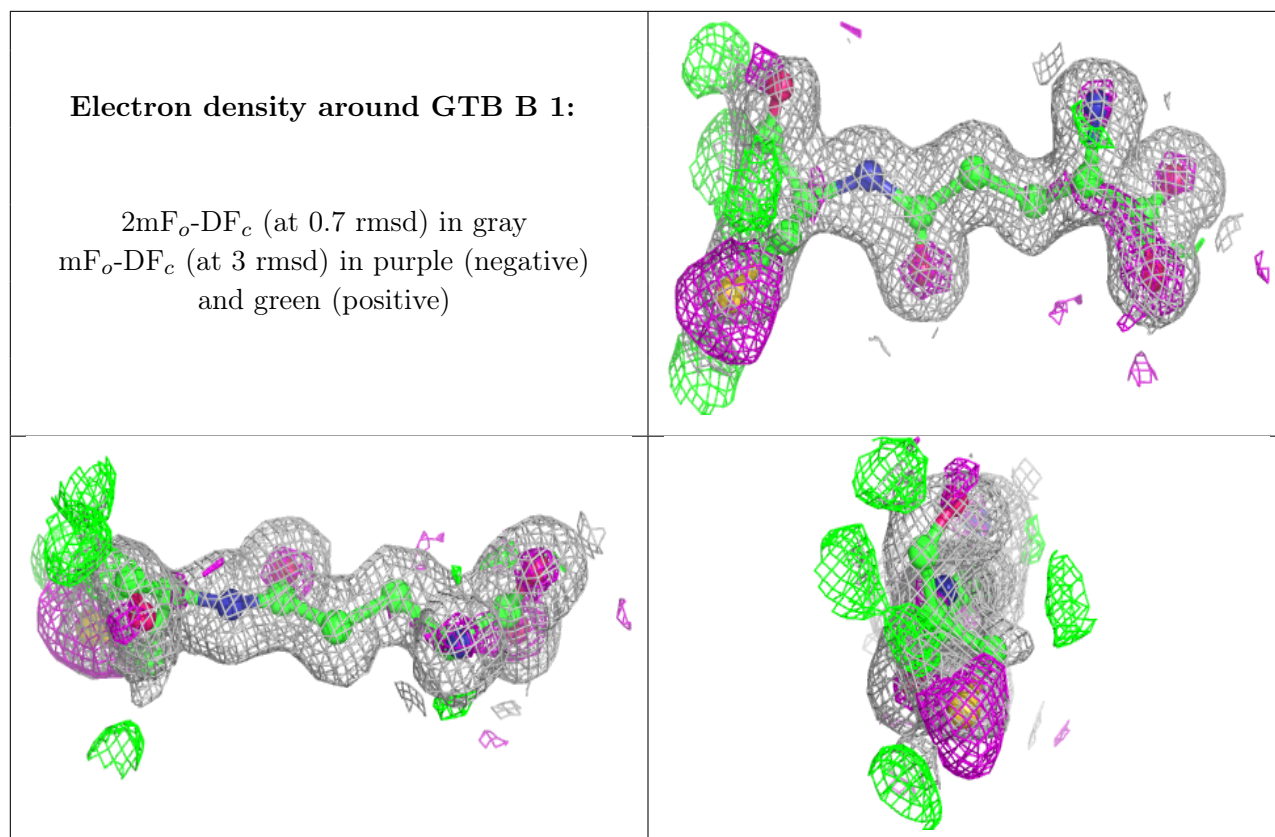 Electron density around GTB B 1:
2mFo-DFc (at 0.7 rmsd) in gray
mFo-DFc (at 3 rmsd) in purple (negative)
and green (positive)